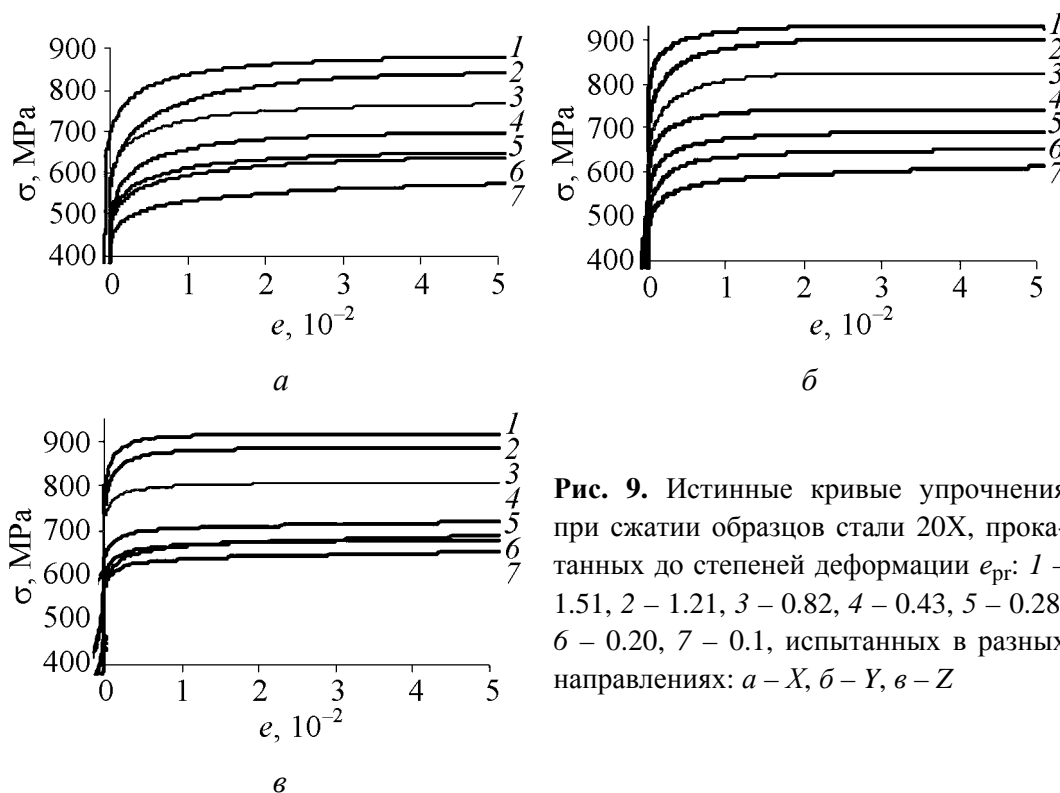 900
800
700
600
500
400
σ, MPa
0 1 2 3 4 5
e, 10⁻²
1
2
3
4
5
6
7
а
900
800
700
600
500
400
σ, MPa
0 1 2 3 4 5
e, 10⁻²
1
2
3
4
5
6
7
б
900
800
700
600
500
400
σ, MPa
0 1 2 3 4 5
e, 10⁻²
1
2
3
4
5
6
7
в
Рис. 9. Истинные кривые упрочнения
при сжатии образцов стали 20Х, прока-
танных до степеней деформации eпр: 1 –
1.51, 2 – 1.21, 3 – 0.82, 4 – 0.43, 5 – 0.28
6 – 0.20, 7 – 0.1, испытанных в разных
направлениях: а – X, б – Y, в – Z